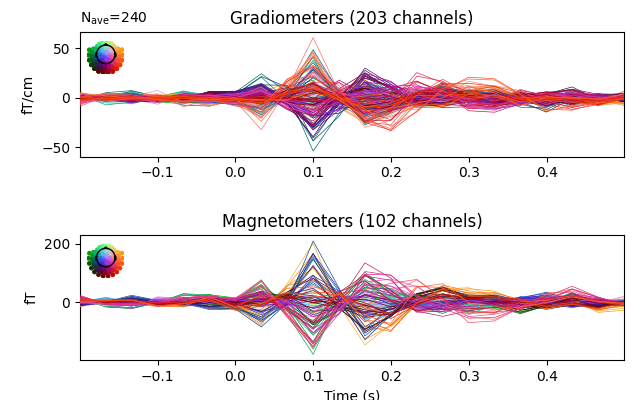 N_ave=240
Gradiometers (203 channels)
50
0
−50
fT/cm
−0.1 0.0 0.1 0.2 0.3 0.4
Magnetometers (102 channels)
200
0
fT
−0.1 0.0 0.1 0.2 0.3 0.4
Time (s)